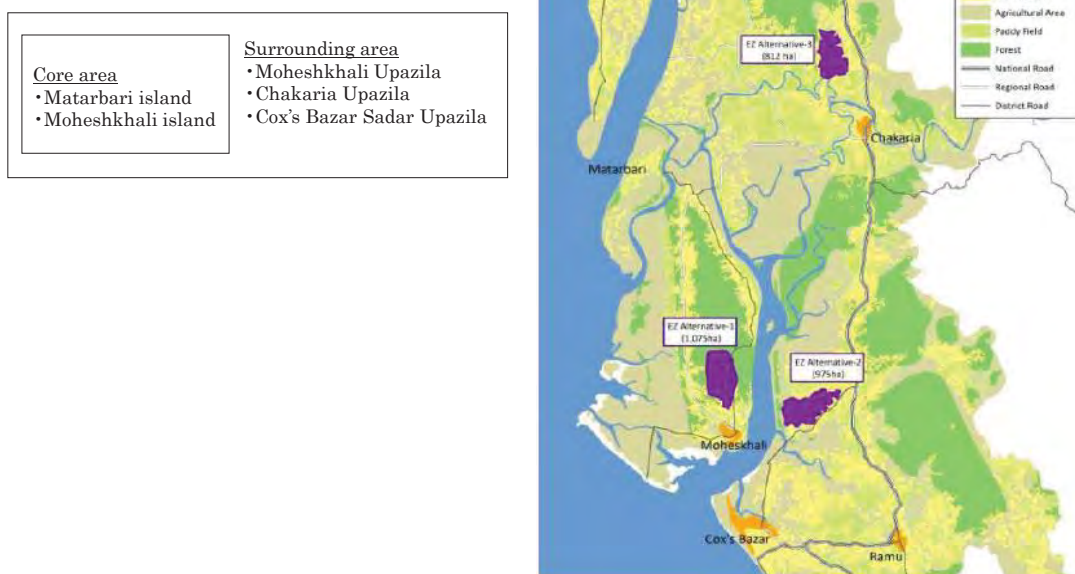 Core area
・Matarbari island
・Moheshkhali island
Surrounding area
・Moheshkhali Upazila
・Chakaria Upazila
・Cox's Bazar Sadar Upazila
Agricultural Area
Paddy Field
Forest
National Road
Regional Road
District Road
EZ Alternative-3
(812 ha)
Chakaria
Matarbari
EZ Alternative-1
(1,075ha)
EZ Alternative-2
(975ha)
Moheskhali
Cox's Bazar
Ramu